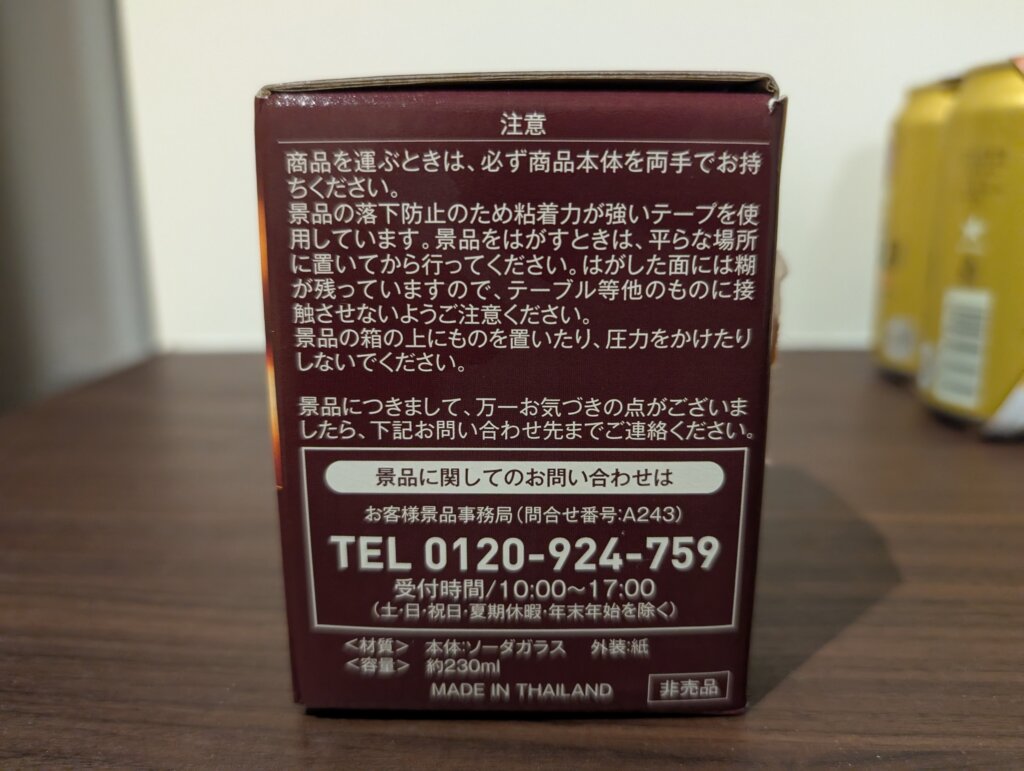 注意
商品を運ぶときは、必ず商品本体を両手でお持
ちください。
景品の落下防止のため粘着力が強いテープを使
用しています。景品をはがすときは、平らな場所
に置いてから行ってください。はがした面には糊
が残っていますので、テーブル等他のものに接
触させないようご注意ください。
景品の箱の上にものを置いたり、圧力をかけたり
しないでください。
景品につきまして、万一お気づきの点がございま
したら、下記お問い合わせ先までご連絡ください。
景品に関してのお問い合わせは
お客様景品事務局(問合せ番号:A243)
TEL 0120-924-759
受付時間/10:00〜17:00
(土・日・祝日・夏期休暇・年末年始を除く)
<材質> 本体:ソーダガラス 外装:紙
<容量> 約230ml
MADE IN THAILAND
非売品